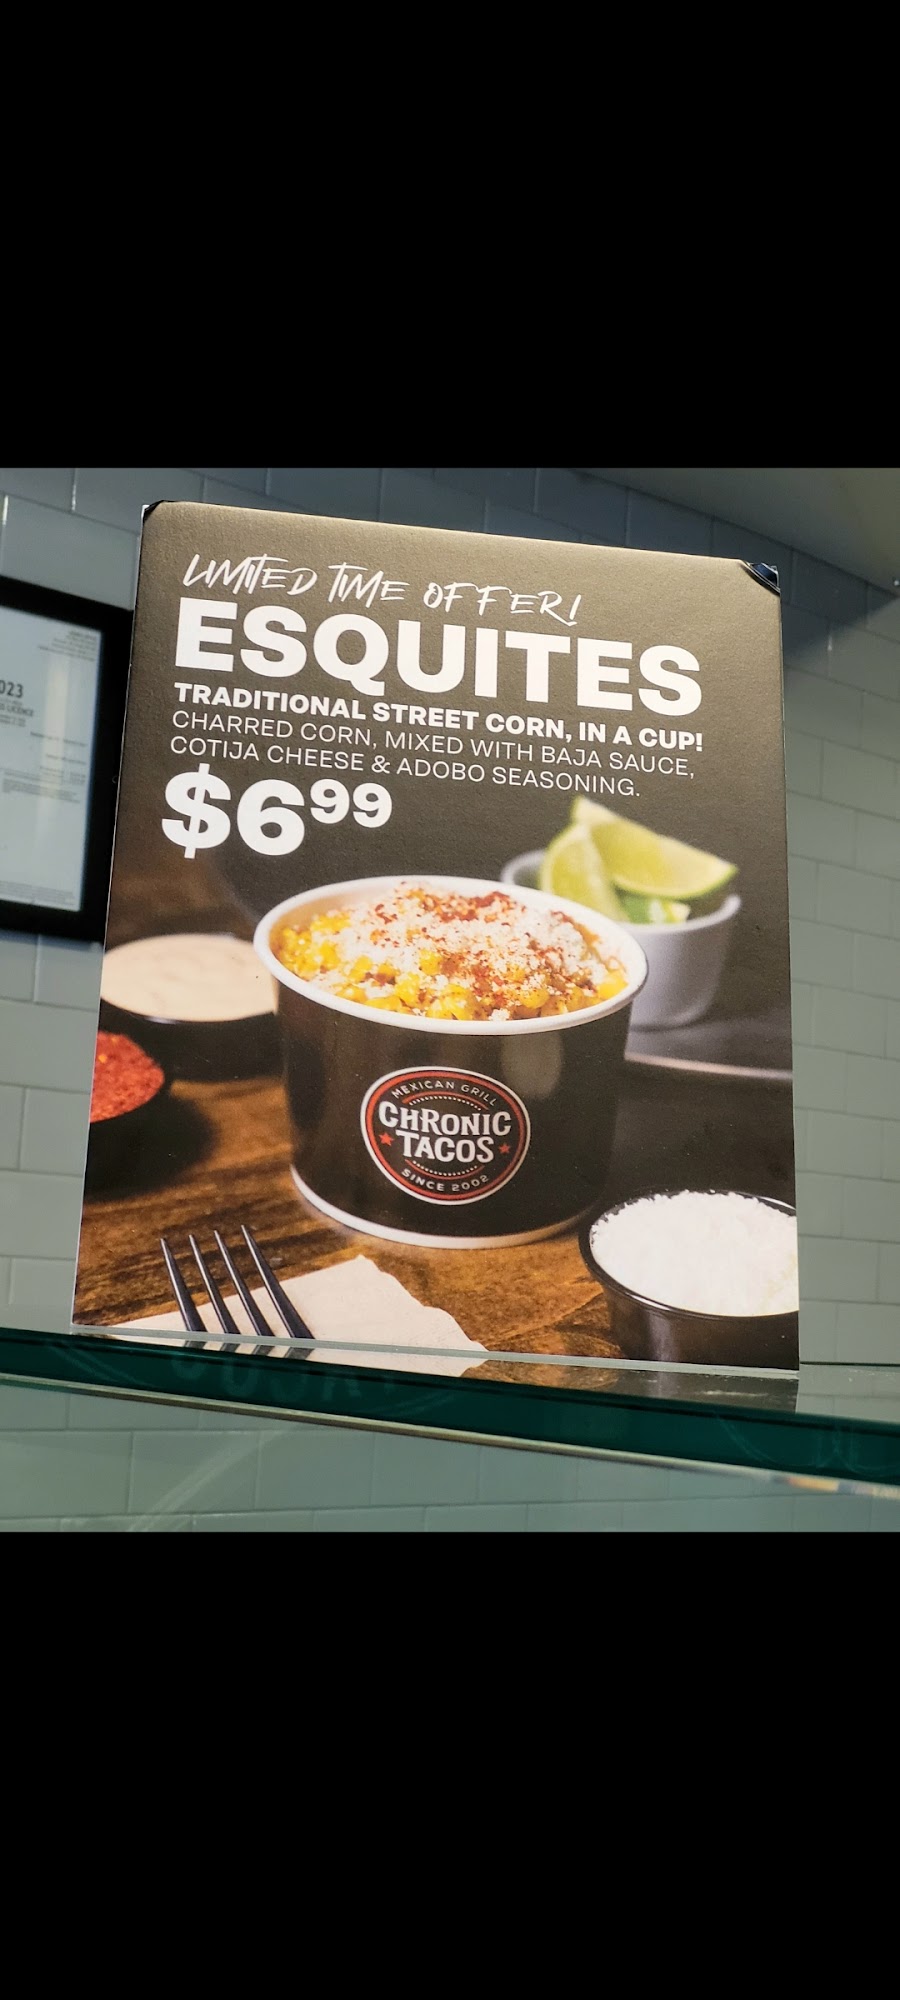 LIMITED TIME OFFER!
ESQUITES
TRADITIONAL STREET CORN, IN A CUP!
CHARRED CORN, MIXED WITH BAJA SAUCE,
COTIJA CHEESE & ADOBO SEASONING.
$6.99
MEXICAN GRILL
CHRONIC
TACOS
SINCE 2002
023